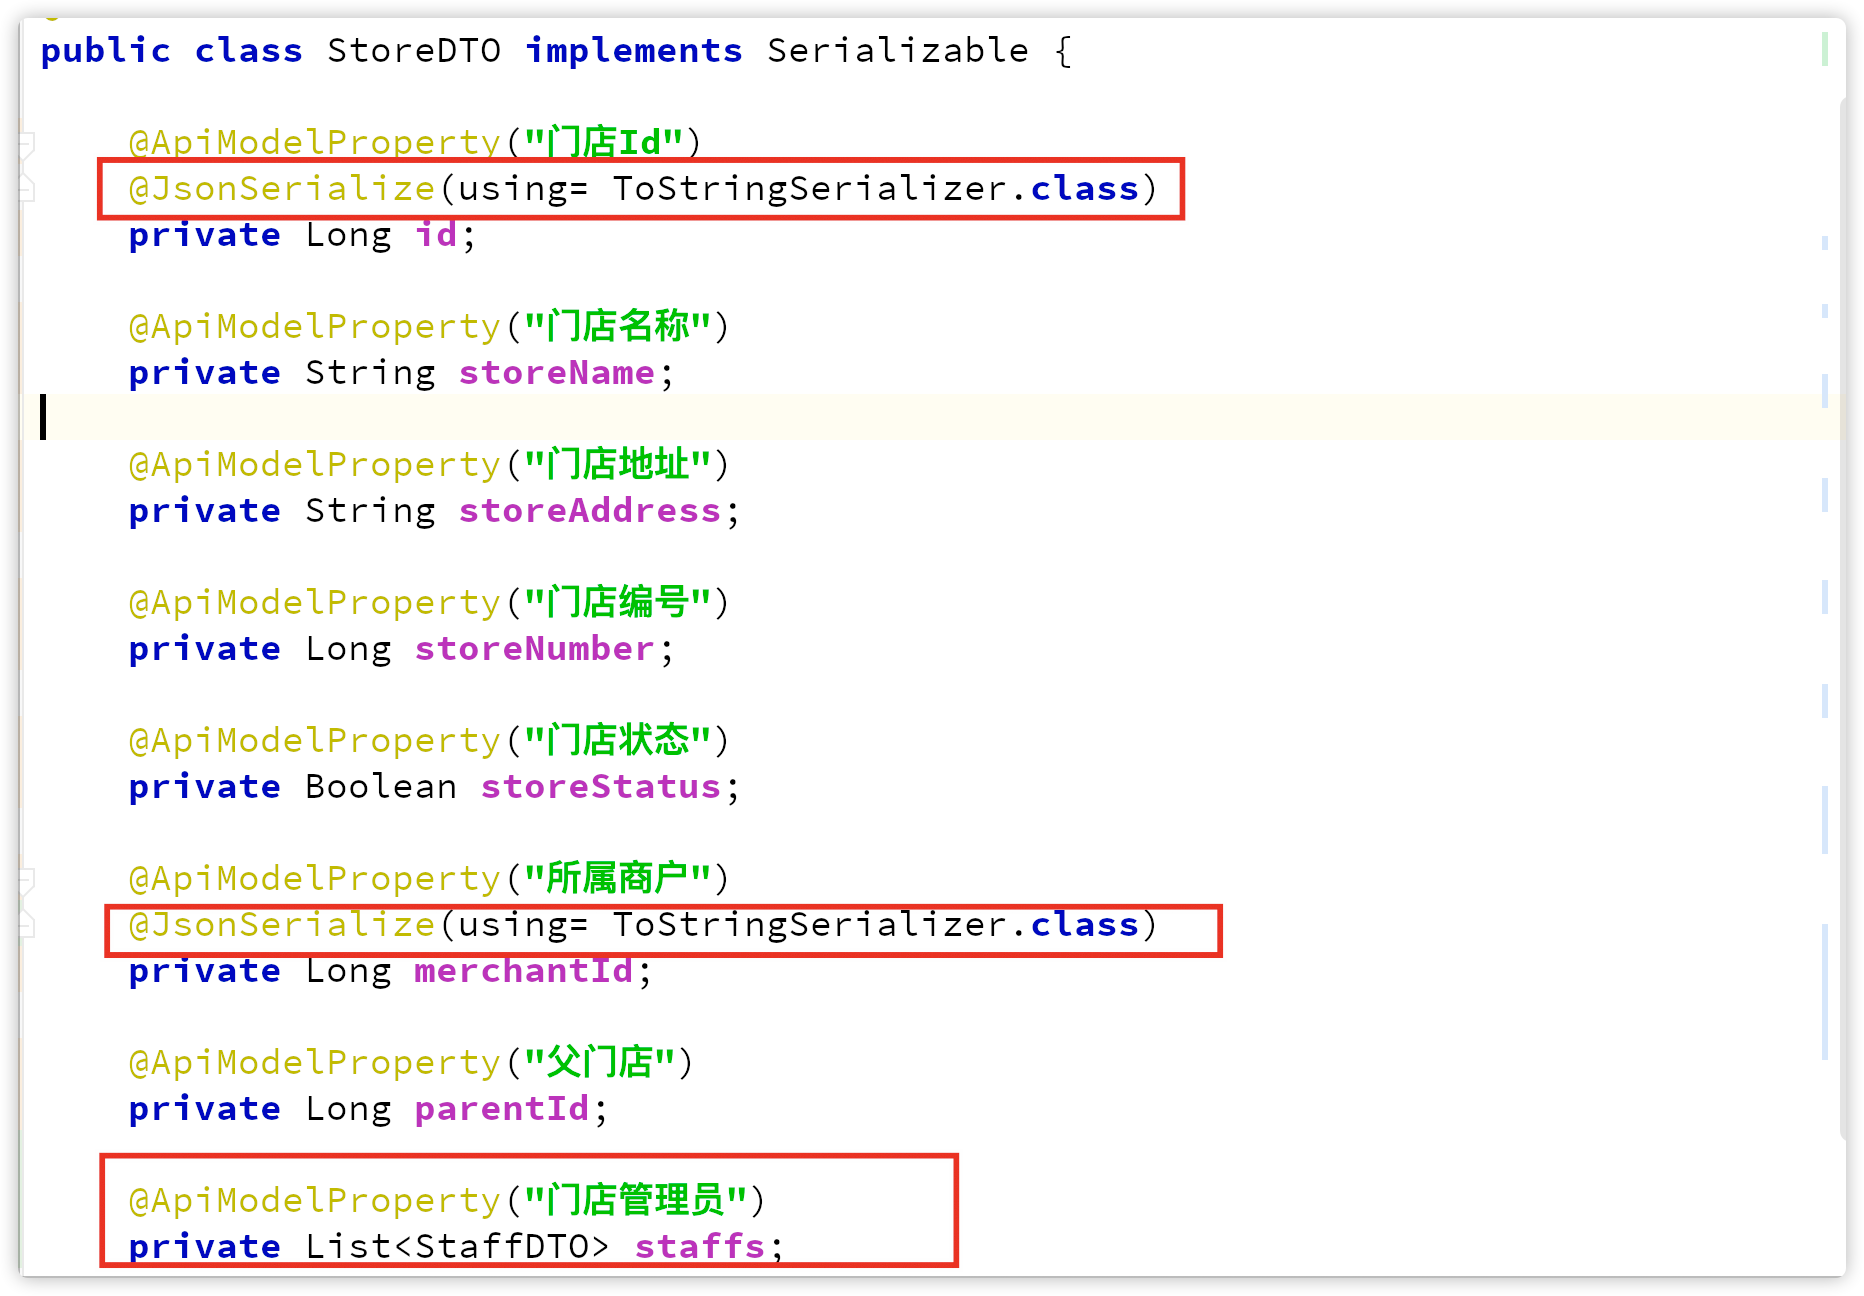 public class StoreDTO implements Serializable {
@ApiModelProperty("门店Id")
@JsonSerialize(using= ToStringSerializer.class)
private Long id;
@ApiModelProperty("门店名称")
private String storeName;
@ApiModelProperty("门店地址")
private String storeAddress;
@ApiModelProperty("门店编号")
private Long storeNumber;
@ApiModelProperty("门店状态")
private Boolean storeStatus;
@ApiModelProperty("所属商户")
@JsonSerialize(using= ToStringSerializer.class)
private Long merchantId;
@ApiModelProperty("父门店")
private Long parentId;
@ApiModelProperty("门店管理员")
private List<StaffDTO> staffs;